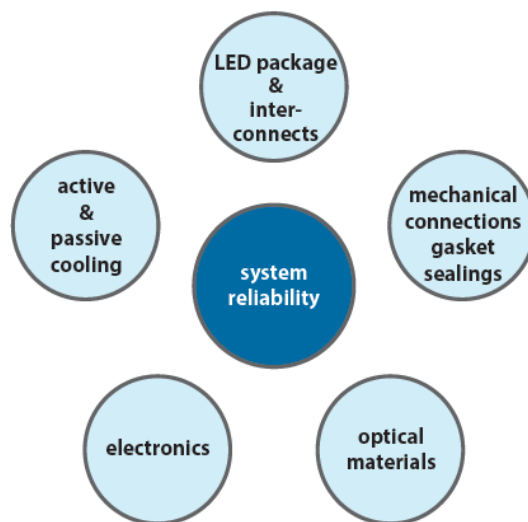 LED package
&
inter-
connects
active
&
passive
cooling
mechanical
connections
gasket
sealings
system
reliability
electronics
optical
materials